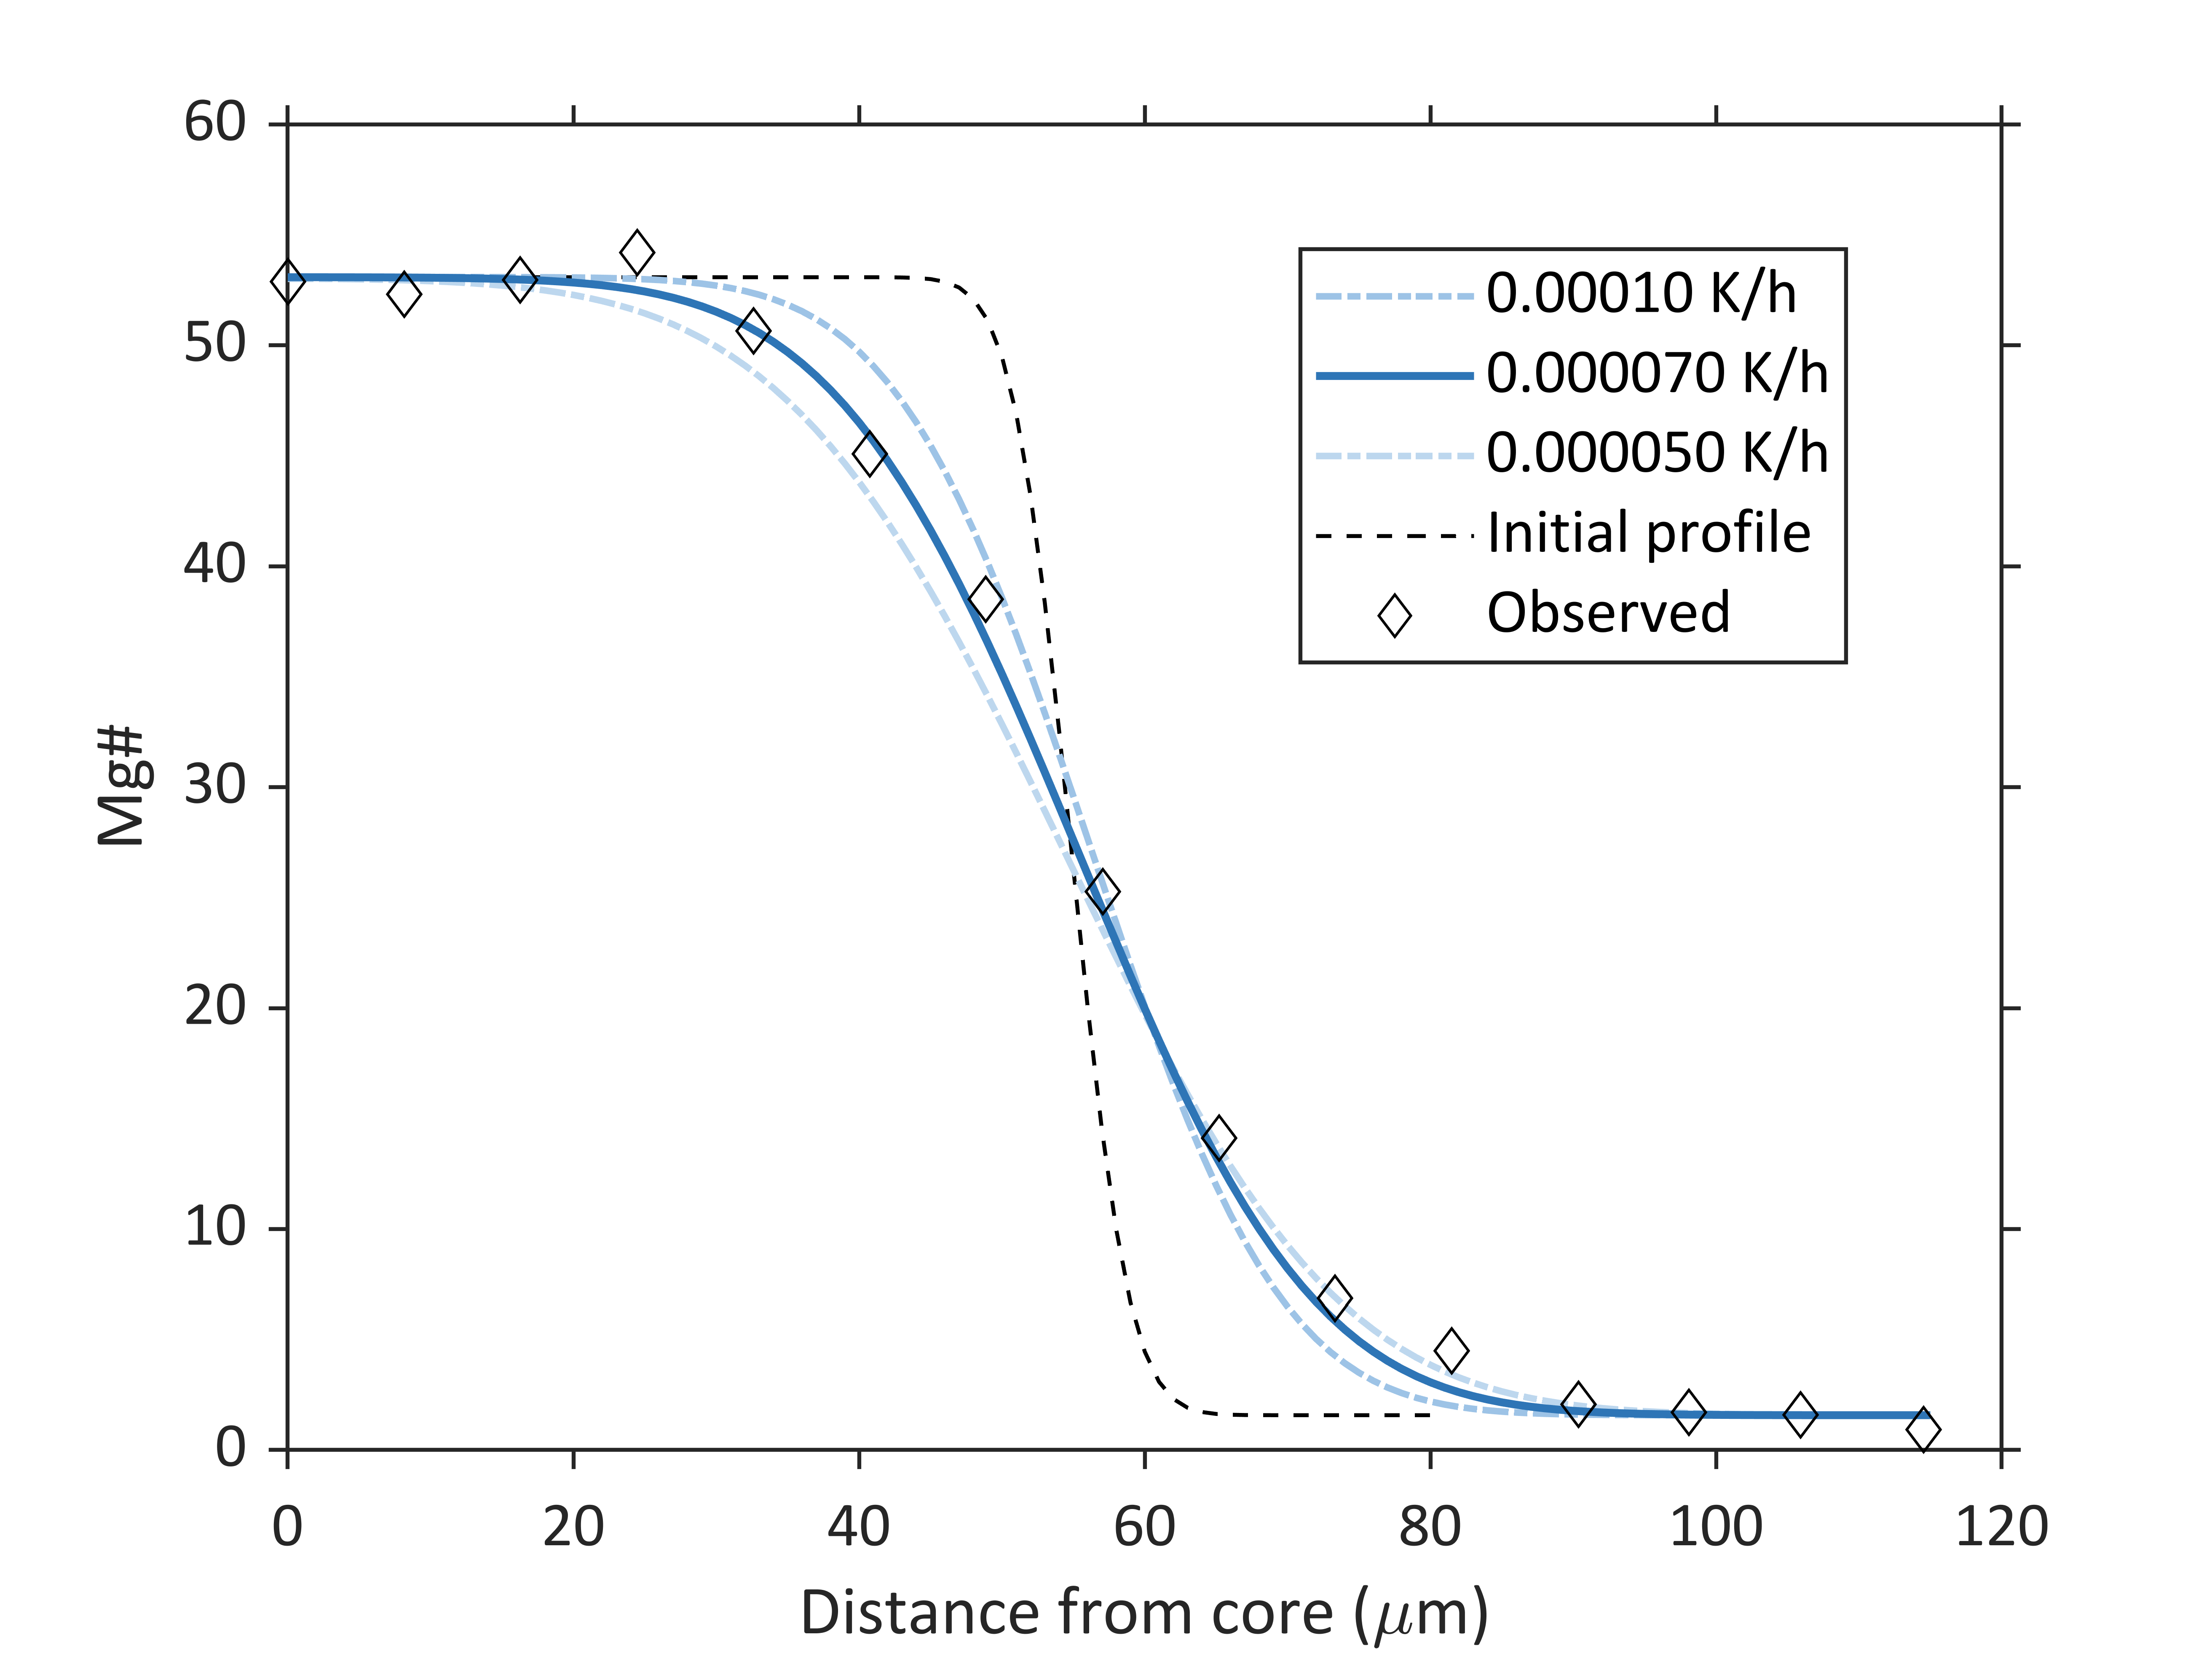 60
50
40
30
20
10
0
Mg#
0.00010 K/h
0.000070 K/h
0.000050 K/h
Initial profile
Observed
0 20 40 60 80 100 120
Distance from core (μm)